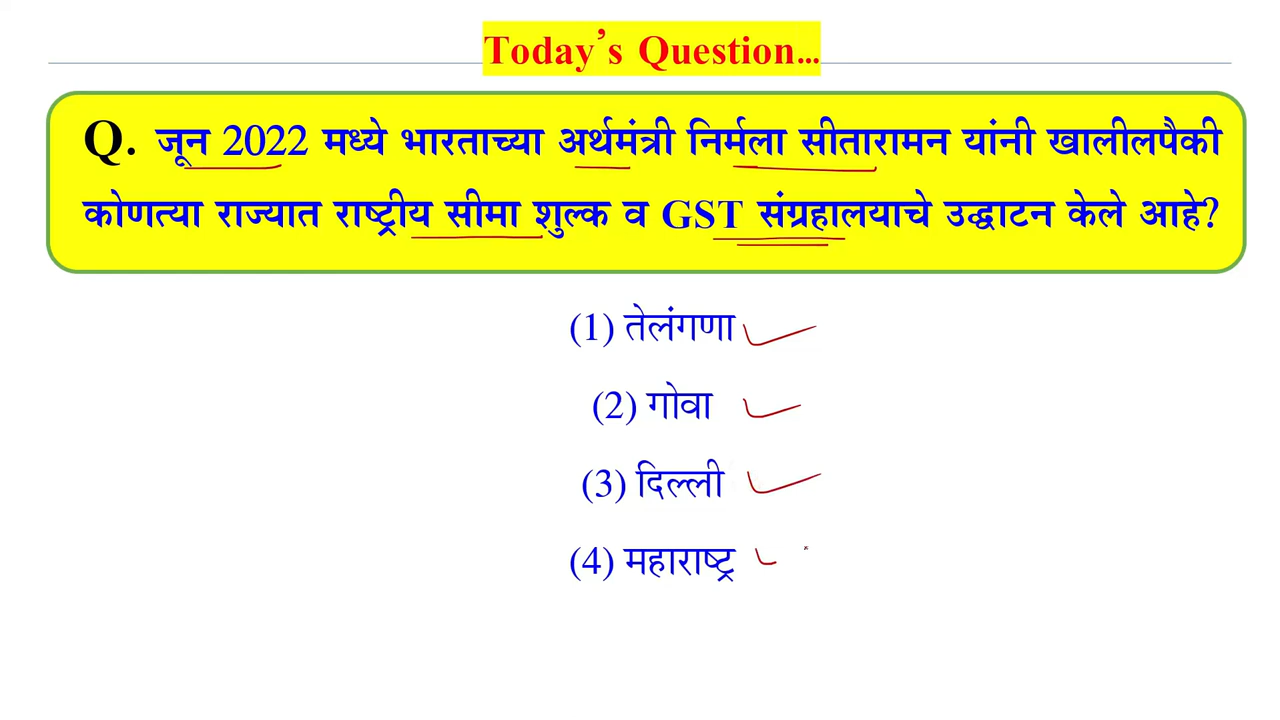 Today's Question...
Q. जून 2022 मध्ये भारताच्या अर्थमंत्री निर्मला सीतारामन यांनी खालीलपैकी
कोणत्या राज्यात राष्ट्रीय सीमा शुल्क व GST संग्रहालयाचे उद्घाटन केले आहे?
(1) तेलंगणा
(2) गोवा
(3) दिल्ली
(4) महाराष्ट्र